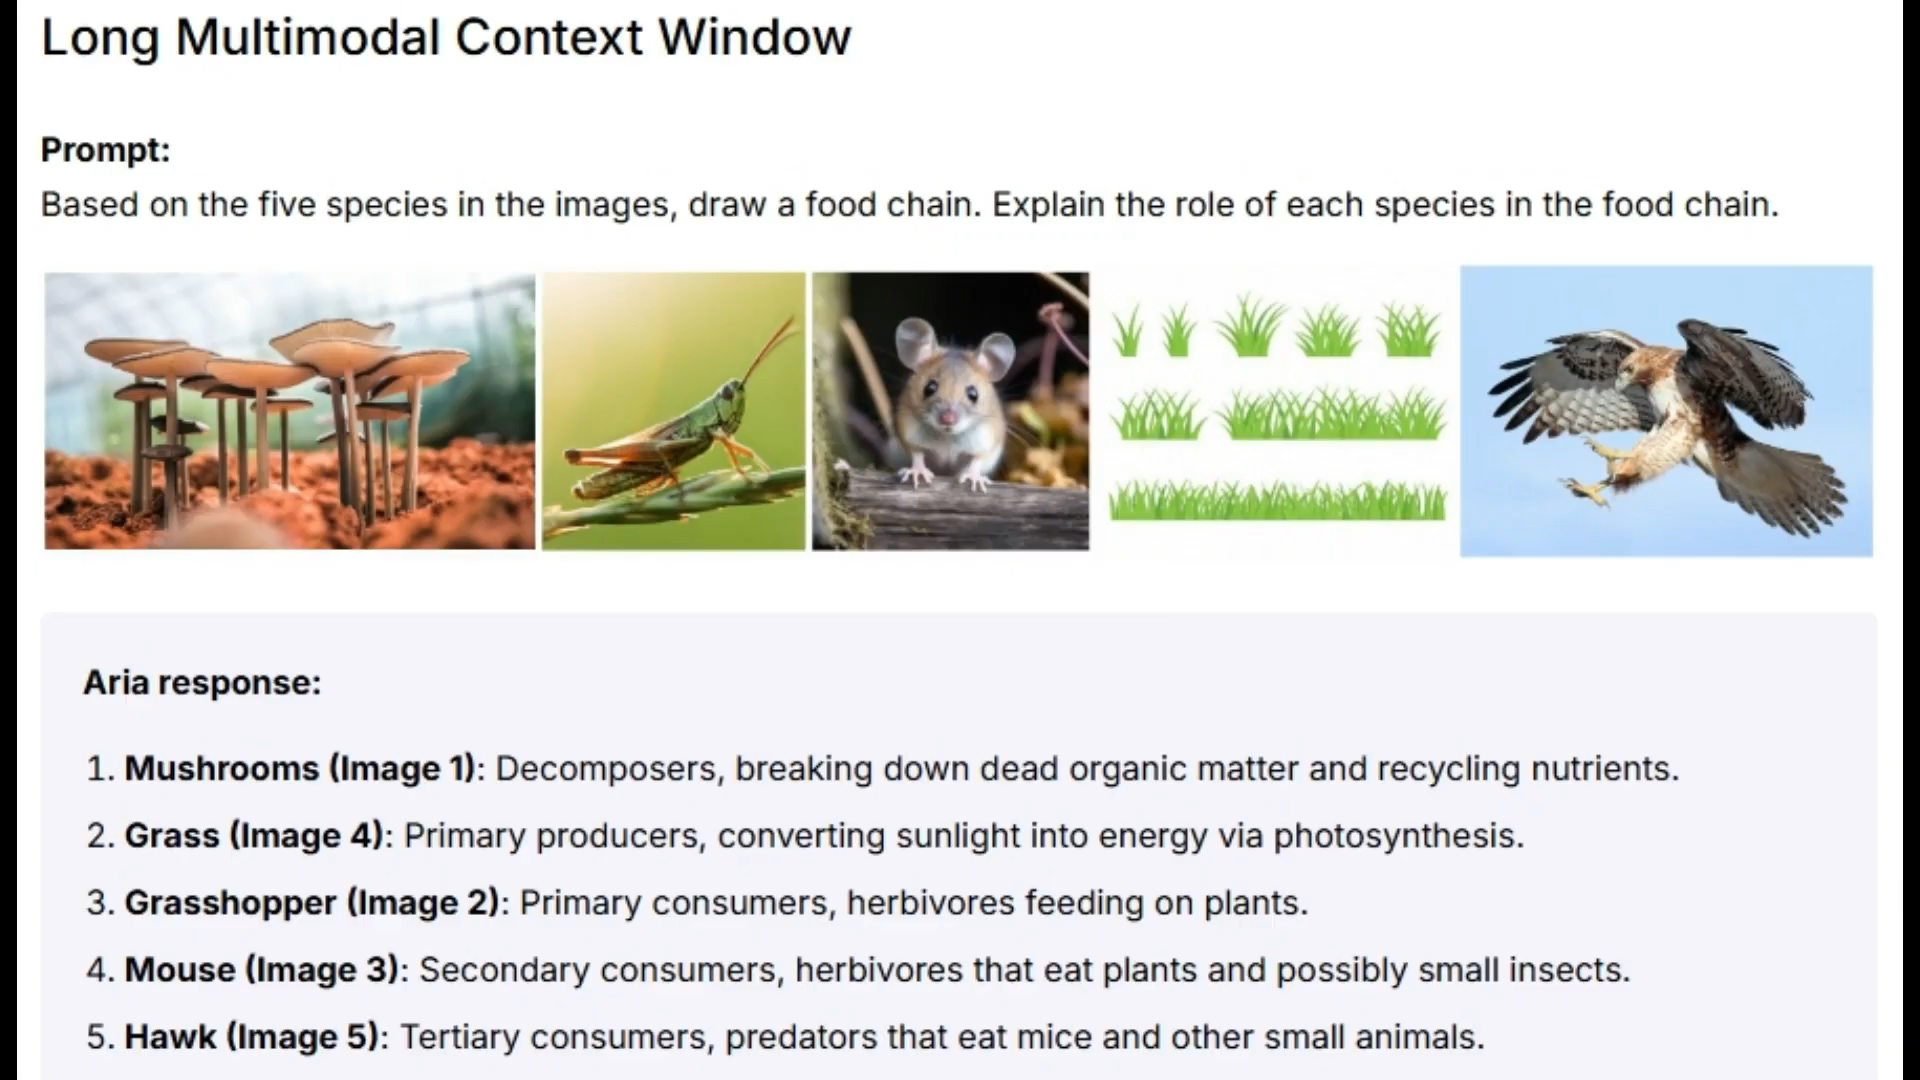 Long Multimodal Context Window
Prompt:
Based on the five species in the images, draw a food chain. Explain the role of each species in the food chain.
Aria response:
1. Mushrooms (Image 1): Decomposers, breaking down dead organic matter and recycling nutrients.
2. Grass (Image 4): Primary producers, converting sunlight into energy via photosynthesis.
3. Grasshopper (Image 2): Primary consumers, herbivores feeding on plants.
4. Mouse (Image 3): Secondary consumers, herbivores that eat plants and possibly small insects.
5. Hawk (Image 5): Tertiary consumers, predators that eat mice and other small animals.